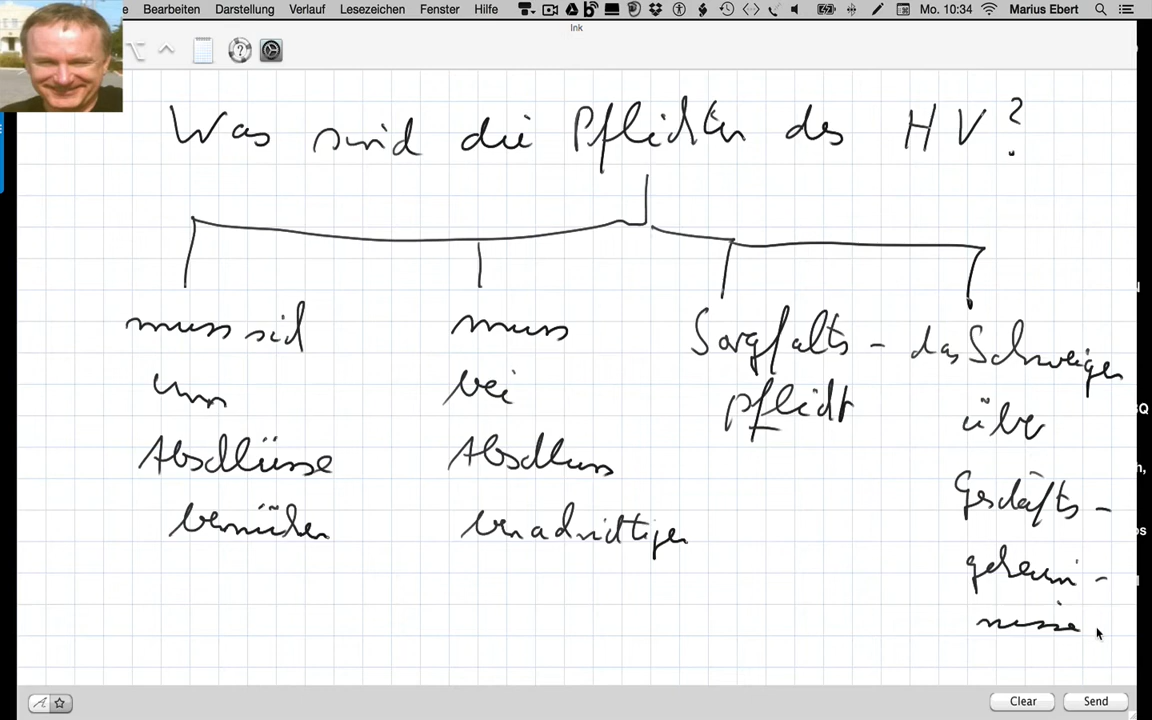 e Bearbeiten Darstellung Verlauf Lesezeichen Fenster Hilfe Mo. 10:34 Marius Ebert
Ink
Was sind die Pflichten des HV?
muss sich
um
Abschlüsse
bemühen
muss
bei
Abschluss
benachrichtigen
Sorgfalts-
pflicht
das Schweigen
über
Geschäfts-
geheim-
nisse.
Clear Send